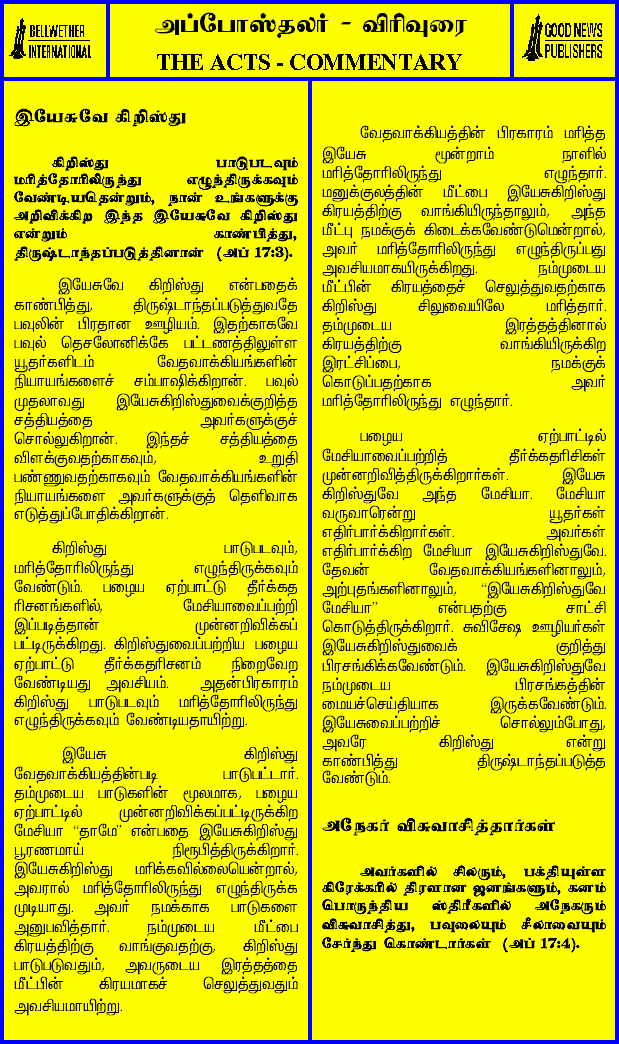 BELLWETHER
INTERNATIONAL
அப்போஸ்தலர் - விரிவுரை
THE ACTS - COMMENTARY
GOOD NEWS
PUBLISHERS
இயேசுவே கிறிஸ்து
கிறிஸ்து பாடுபடவும்
மரித்தோரிலிருந்து எழுந்திருக்கவும்
வேண்டியதென்றும், நான் உங்களுக்கு
அறிவிக்கிற இந்த இயேசுவே கிறிஸ்து
என்றும் காண்பித்து,
திருஷ்டாந்தப்படுத்தினான் (அப் 17:3).
இயேசுவே கிறிஸ்து என்பதைக்
காண்பித்து, திருஷ்டாந்தப்படுத்துவதே
பவுலின் பிரதான ஊழியம். இதற்காகவே
பவுல் தெசலோனிக்கே பட்டணத்திலுள்ள
யூதர்களிடம் வேதவாக்கியங்களின்
நியாயங்களைச் சம்பாஷிக்கிறான். பவுல்
முதலாவது இயேசுகிறிஸ்துவைக்குறித்த
சத்தியத்தை அவர்களுக்குச்
சொல்லுகிறான். இந்தச் சத்தியத்தை
விளக்குவதற்காகவும், உறுதி
பண்ணுவதற்காகவும் வேதவாக்கியங்களின்
நியாயங்களை அவர்களுக்குத் தெளிவாக
எடுத்துப்போதிக்கிறான்.
கிறிஸ்து பாடுபடவும்,
மரித்தோரிலிருந்து எழுந்திருக்கவும்
வேண்டும். பழைய ஏற்பாட்டு தீர்க்கத
ரிசனங்களில், மேசியாவைப்பற்றி
இப்படித்தான் முன்னறிவிக்கப்
பட்டிருக்கிறது. கிறிஸ்துவைப்பற்றிய பழைய
ஏற்பாட்டு தீர்க்கதரிசனம் நிறைவேற
வேண்டியது அவசியம். அதன்பிரகாரம்
கிறிஸ்து பாடுபடவும் மரித்தோரிலிருந்து
எழுந்திருக்கவும் வேண்டியதாயிற்று.
இயேசு கிறிஸ்து
வேதவாக்கியத்தின்படி பாடுபட்டார்.
தம்முடைய பாடுகளின் மூலமாக, பழைய
ஏற்பாட்டில் முன்னறிவிக்கப்பட்டிருக்கிற
மேசியா “தாமே” என்பதை இயேசுகிறிஸ்து
பூரணமாய் நிரூபித்திருக்கிறார்.
இயேசுகிறிஸ்து மரிக்கவில்லையென்றால்,
அவரால் மரித்தோரிலிருந்து எழுந்திருக்க
முடியாது. அவர் நமக்காக பாடுகளை
அனுபவித்தார். நம்முடைய மீட்பை
கிரயத்திற்கு வாங்குவதற்கு, கிறிஸ்து
பாடுபடுவதும், அவருடைய இரத்தத்தை
மீட்பின் கிரயமாகச் செலுத்துவதும்
அவசியமாயிற்று.
வேதவாக்கியத்தின் பிரகாரம் மரித்த
இயேசு மூன்றாம் நாளில்
மரித்தோரிலிருந்து எழுந்தார்.
மனுக்குலத்தின் மீட்பை இயேசுகிறிஸ்து
கிரயத்திற்குக் வாங்கியிருந்தாலும், அந்த
மீட்பு நமக்குக் கிடைக்கவேண்டுமென்றால்,
அவர் மரித்தோரிலிருந்து எழுந்திருப்பது
அவசியமாகயிருக்கிறது. நம்முடைய
மீட்பின் கிரயத்தைச் செலுத்துவதற்காக
கிறிஸ்து சிலுவையிலே மரித்தார்.
தம்முடைய இரத்தத்தினால்
கிரயத்திற்கு வாங்கியிருக்கிற
இரட்சிப்பை, நமக்குக்
கொடுப்பதற்காக அவர்
மரித்தோரிலிருந்து எழுந்தார்.
பழைய ஏற்பாட்டில்
மேசியாவைப்பற்றித் தீர்க்கதரிசிகள்
முன்னறிவித்திருக்கிறார்கள். இயேசு
கிறிஸ்துவே அந்த மேசியா. மேசியா
வருவாரென்று யூதர்கள்
எதிர்பார்க்கிறார்கள். அவர்கள்
எதிர்பார்க்கிற மேசியா இயேசுகிறிஸ்துவே.
தேவன் வேதவாக்கியங்களினாலும்,
அற்புதங்களினாலும், “இயேசுகிறிஸ்துவே
மேசியா” என்பதற்கு சாட்சி
கொடுத்திருக்கிறார். சுவிசேஷ ஊழியர்கள்
இயேசுகிறிஸ்துவைக் குறித்து
பிரசங்கிக்கவேண்டும். இயேசுகிறிஸ்துவே
நம்முடைய பிரசங்கத்தின்
மையச்செய்தியாக இருக்கவேண்டும்.
இயேசுவைப்பற்றிச் சொல்லும்போது,
அவரே கிறிஸ்து என்று
காண்பித்து திருஷ்டாந்தப்படுத்த
வேண்டும்.
அநேகர் விசுவாசித்தார்கள்
அவர்களில் சிலரும், பக்தியுள்ள
கிரேக்கரில் திரளான ஜனங்களும், கனம்
பொருந்திய ஸ்திரீகளில் அநேகரும்
விசுவாசித்து, பவுலையும் சீலாவையும்
சேர்ந்து கொண்டார்கள் (அப் 17:4).